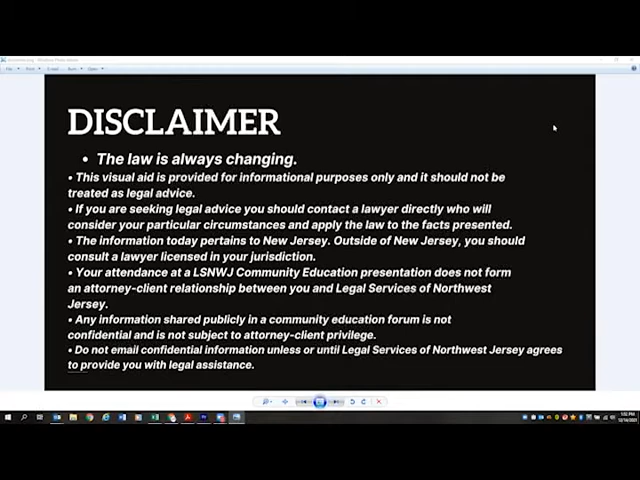 DISCLAIMER
• The law is always changing.
• This visual aid is provided for informational purposes only and it should not be
treated as legal advice.
• If you are seeking legal advice you should contact a lawyer directly who will
consider your particular circumstances and apply the law to the facts presented.
• The information today pertains to New Jersey. Outside of New Jersey, you should
consult a lawyer licensed in your jurisdiction.
• Your attendance at a LSNWJ Community Education presentation does not form
an attorney-client relationship between you and Legal Services of Northwest
Jersey.
• Any information shared publicly in a community education forum is not
confidential and is not subject to attorney-client privilege.
• Do not email confidential information unless or until Legal Services of Northwest Jersey agrees
to provide you with legal assistance.